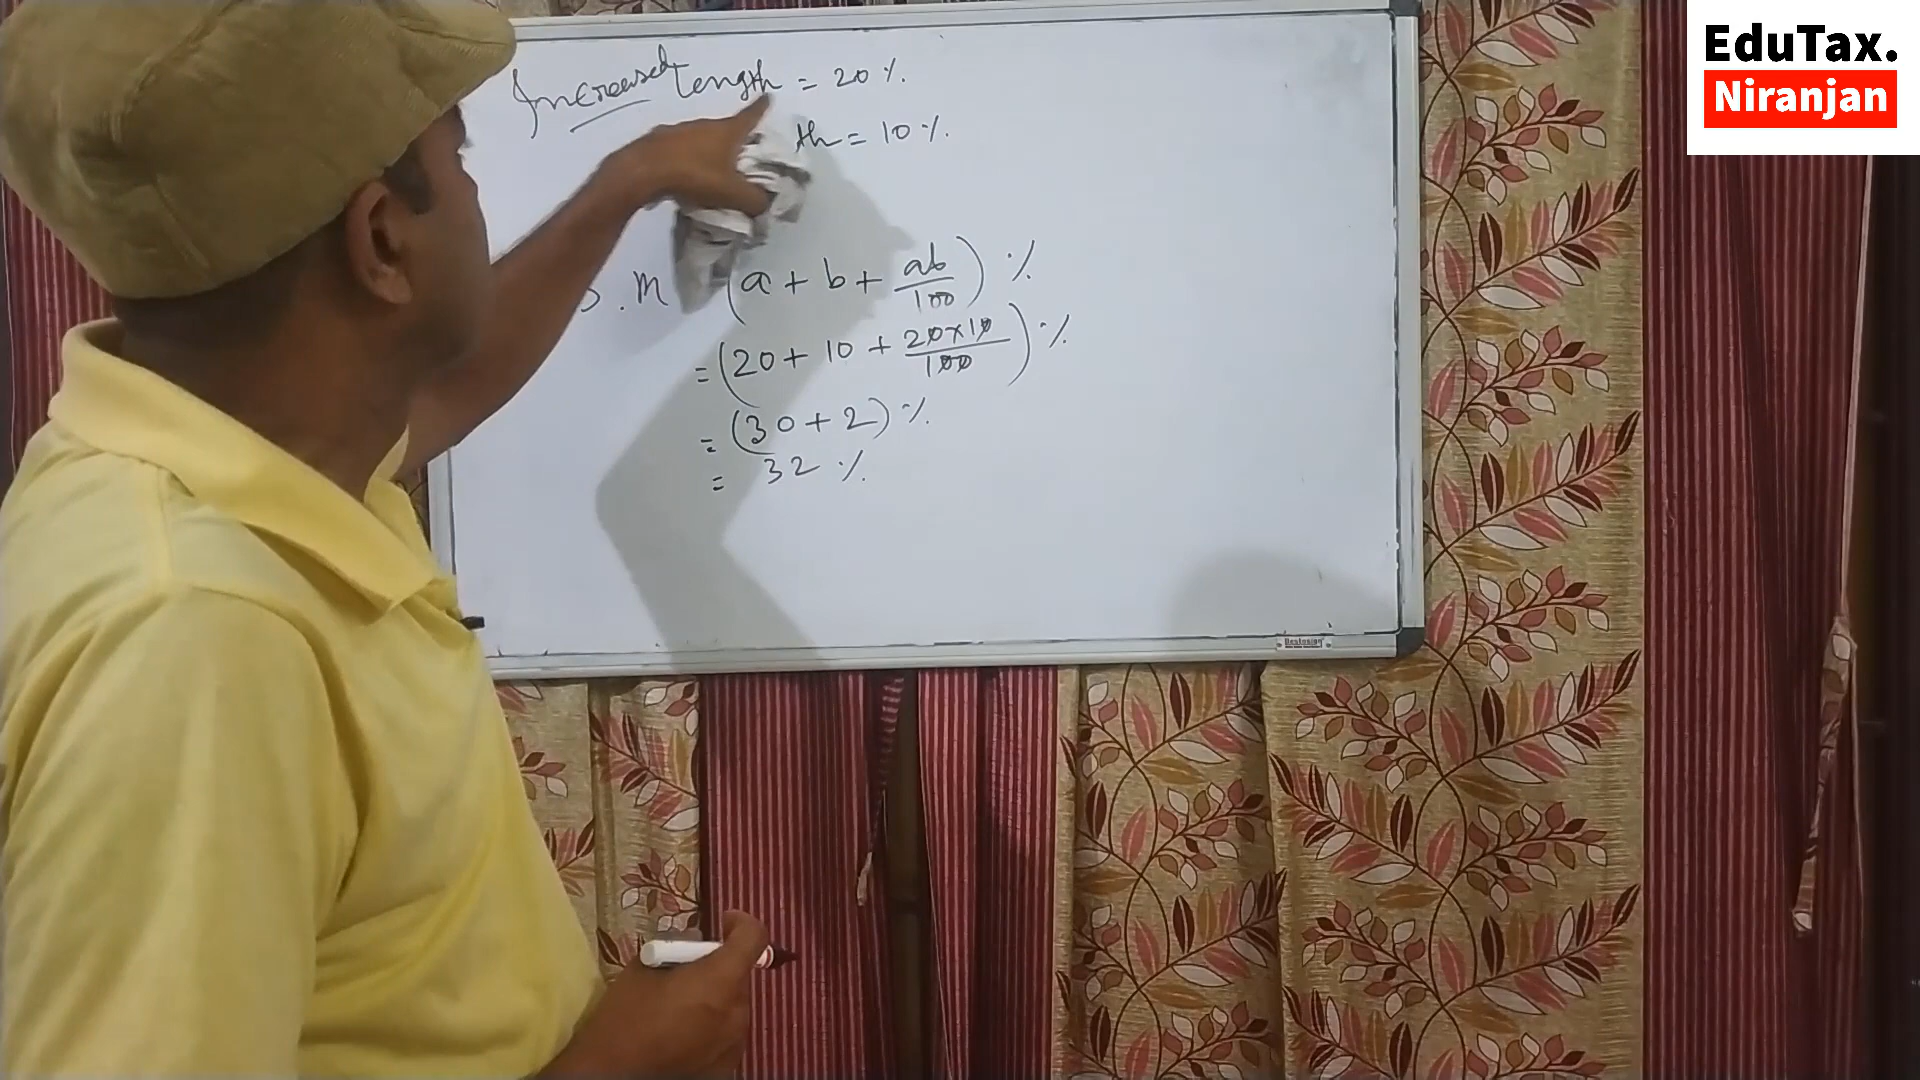 EduTax.
Niranjan
Increased Length = 20 %.
th = 10 %.
. M (a + b + ab/100) %
= (20 + 10 + 20×10/100) %
= (30 + 2) %
= 32 %